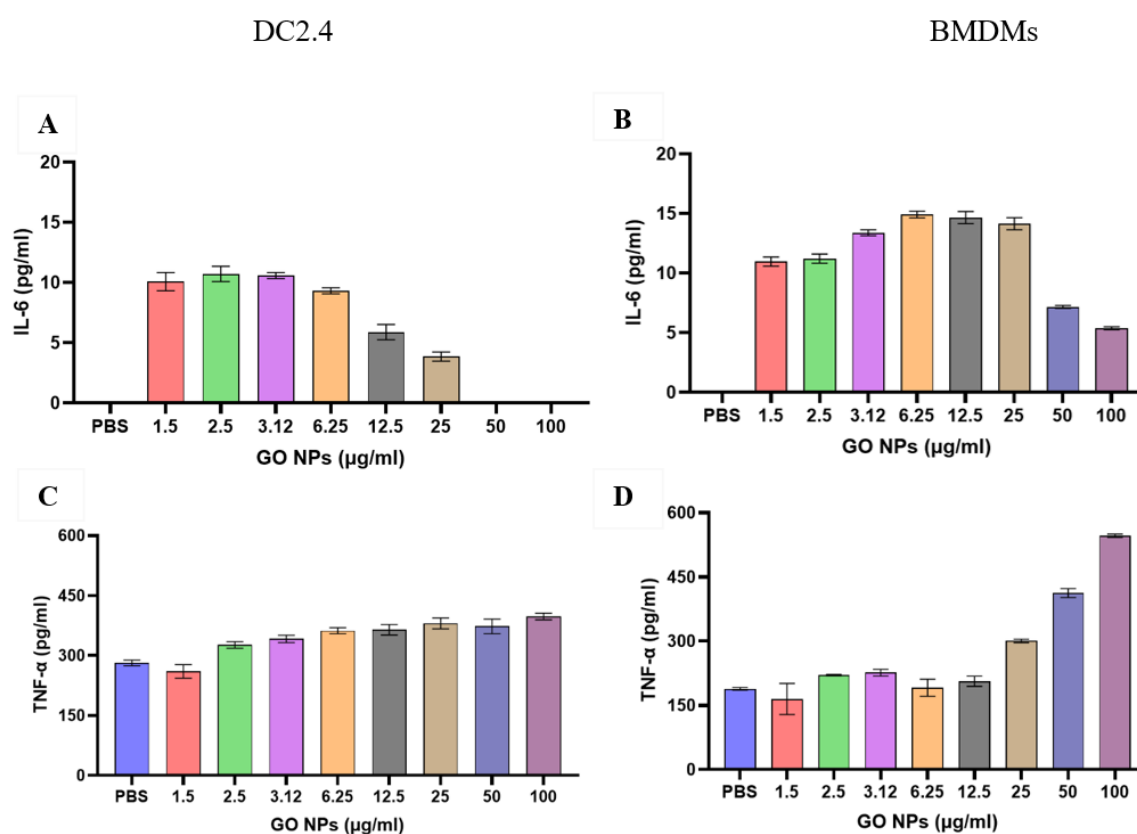 DC2.4
BMDMs
A
IL-6 (pg/ml)
20
15
10
5
0
PBS 1.5 2.5 3.12 6.25 12.5 25 50 100
GO NPs (μg/ml)
B
IL-6 (pg/ml)
20
15
10
5
0
PBS 1.5 2.5 3.12 6.25 12.5 25 50 100
GO NPs (μg/ml)
C
TNF-α (pg/ml)
600
450
300
150
0
PBS 1.5 2.5 3.12 6.25 12.5 25 50 100
GO NPs (μg/ml)
D
TNF-α (pg/ml)
600
450
300
150
0
PBS 1.5 2.5 3.12 6.25 12.5 25 50 100
GO NPs (μg/ml)